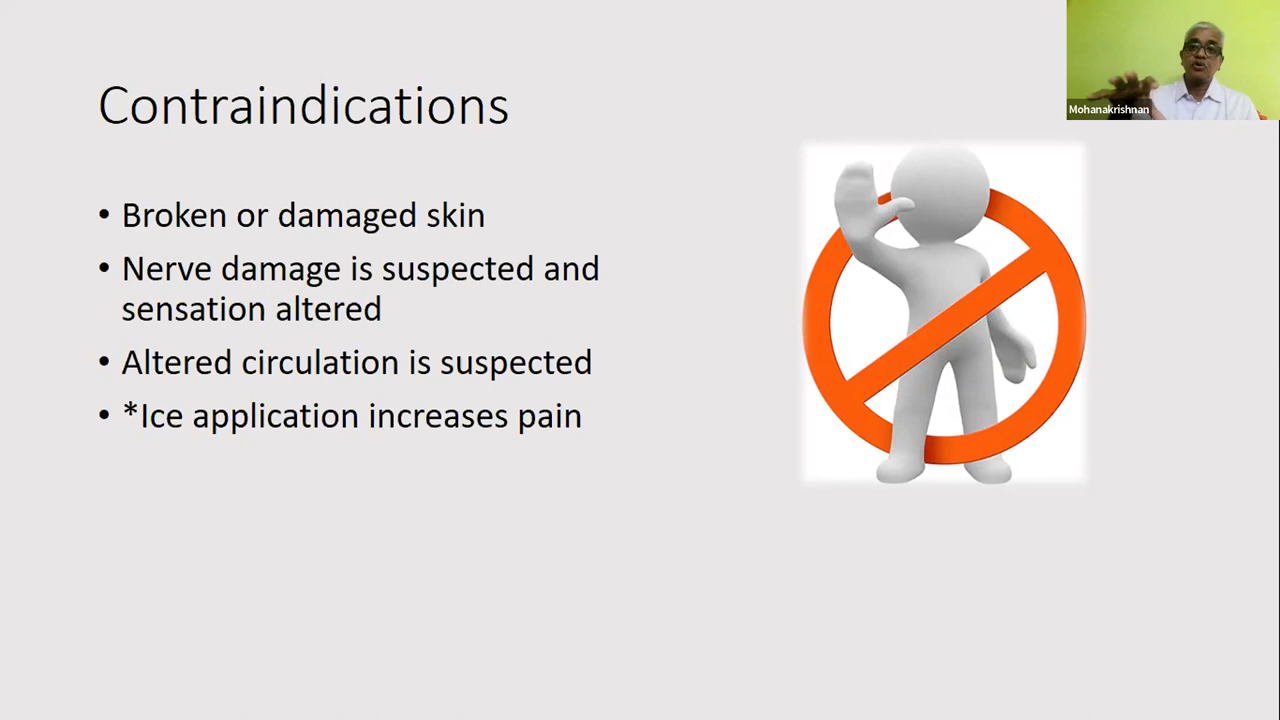 Contraindications
• Broken or damaged skin
• Nerve damage is suspected and
sensation altered
• Altered circulation is suspected
• *Ice application increases pain
Mohanakrishnan